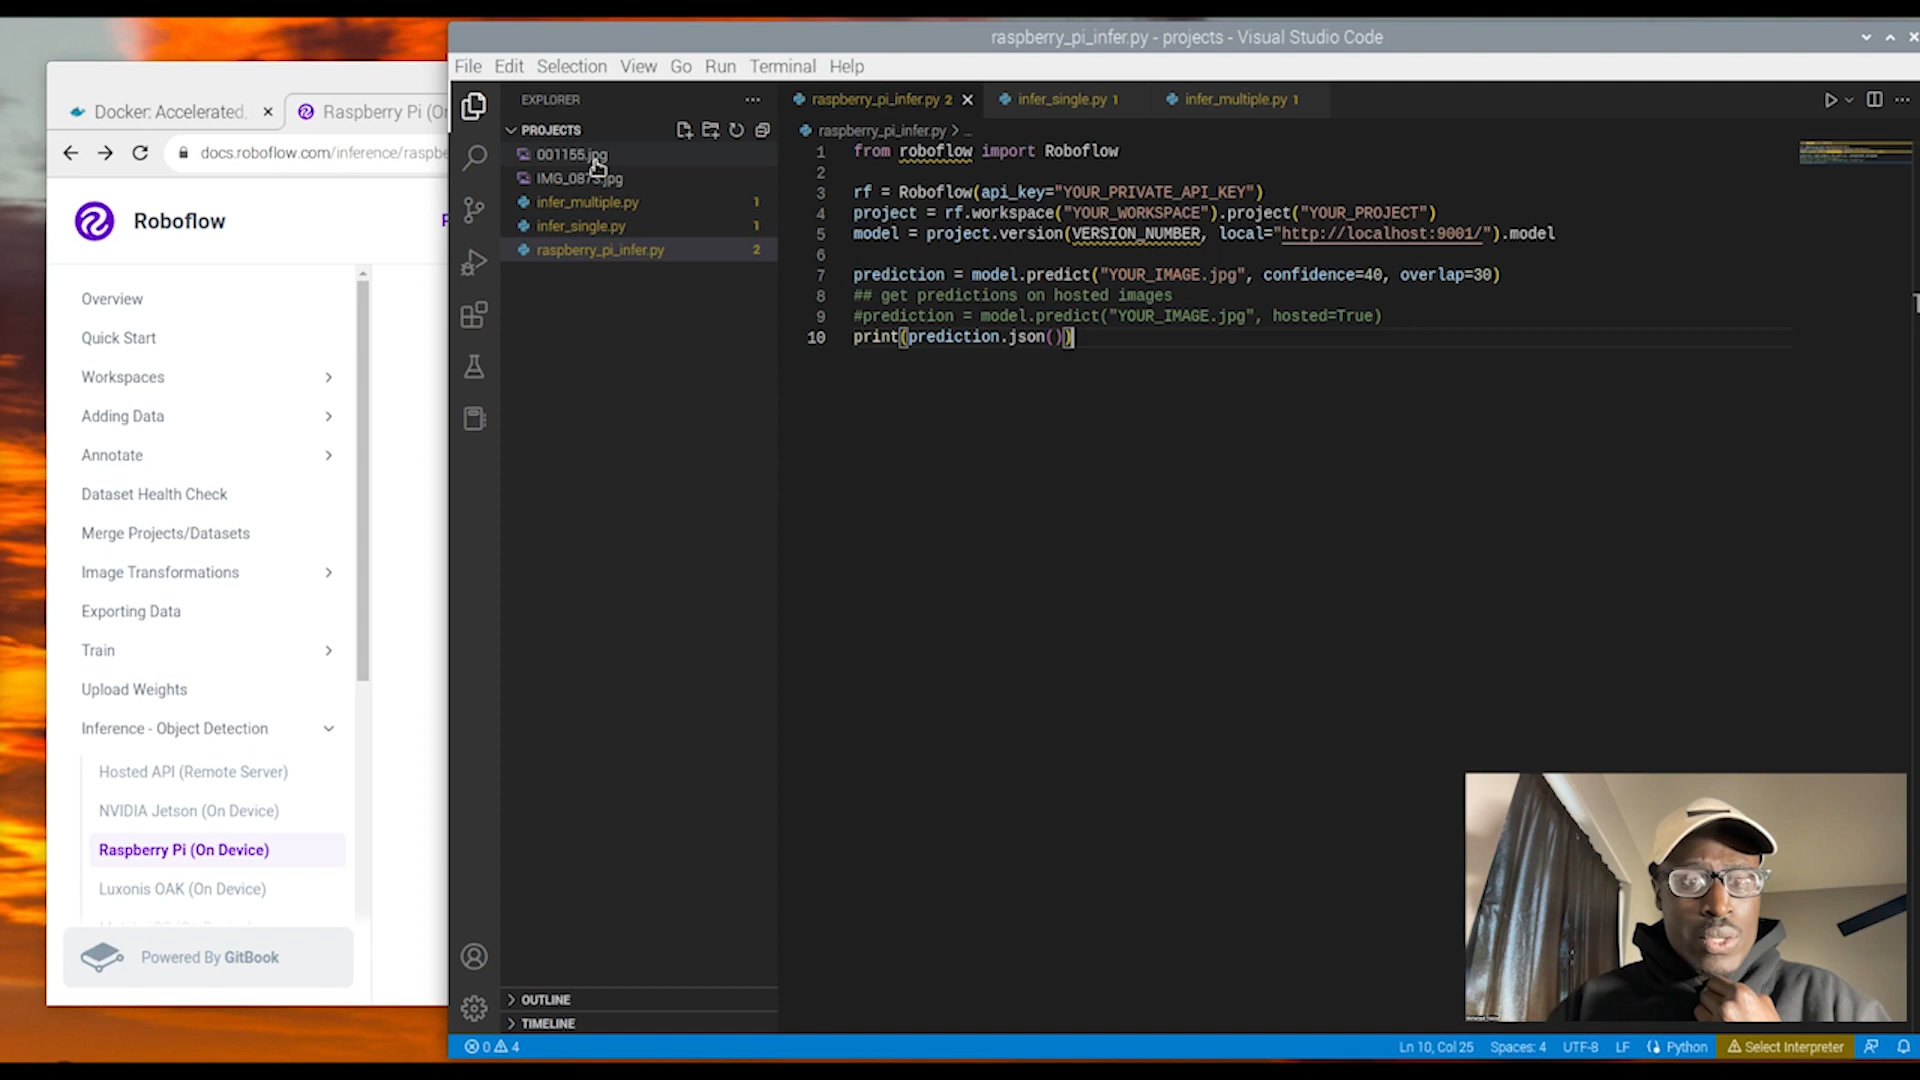 raspberry_pi_infer.py - projects - Visual Studio Code
File Edit Selection View Go Run Terminal Help
Docker: Accelerated,
Raspberry Pi (O
docs.roboflow.com/inference/raspbe
Roboflow
Overview
Quick Start
Workspaces
Adding Data
Annotate
Dataset Health Check
Merge Projects/Datasets
Image Transformations
Exporting Data
Train
Upload Weights
Inference - Object Detection
Hosted API (Remote Server)
NVIDIA Jetson (On Device)
Raspberry Pi (On Device)
Luxonis OAK (On Device)
Powered By GitBook
EXPLORER
PROJECTS
001155.jpg
IMG_0873.jpg
infer_multiple.py 1
infer_single.py 1
raspberry_pi_infer.py 2
OUTLINE
TIMELINE
raspberry_pi_infer.py 2
infer_single.py 1
infer_multiple.py 1
raspberry_pi_infer.py > ...
1 from roboflow import Roboflow
2
3 rf = Roboflow(api_key="YOUR_PRIVATE_API_KEY")
4 project = rf.workspace("YOUR_WORKSPACE").project("YOUR_PROJECT")
5 model = project.version(VERSION_NUMBER, local="http://localhost:9001/").model
6
7 prediction = model.predict("YOUR_IMAGE.jpg", confidence=40, overlap=30)
8 ## get predictions on hosted images
9 #prediction = model.predict("YOUR_IMAGE.jpg", hosted=True)
10 print(prediction.json())
0 4
Ln 10, Col 25 Spaces: 4 UTF-8 LF Python Select Interpreter